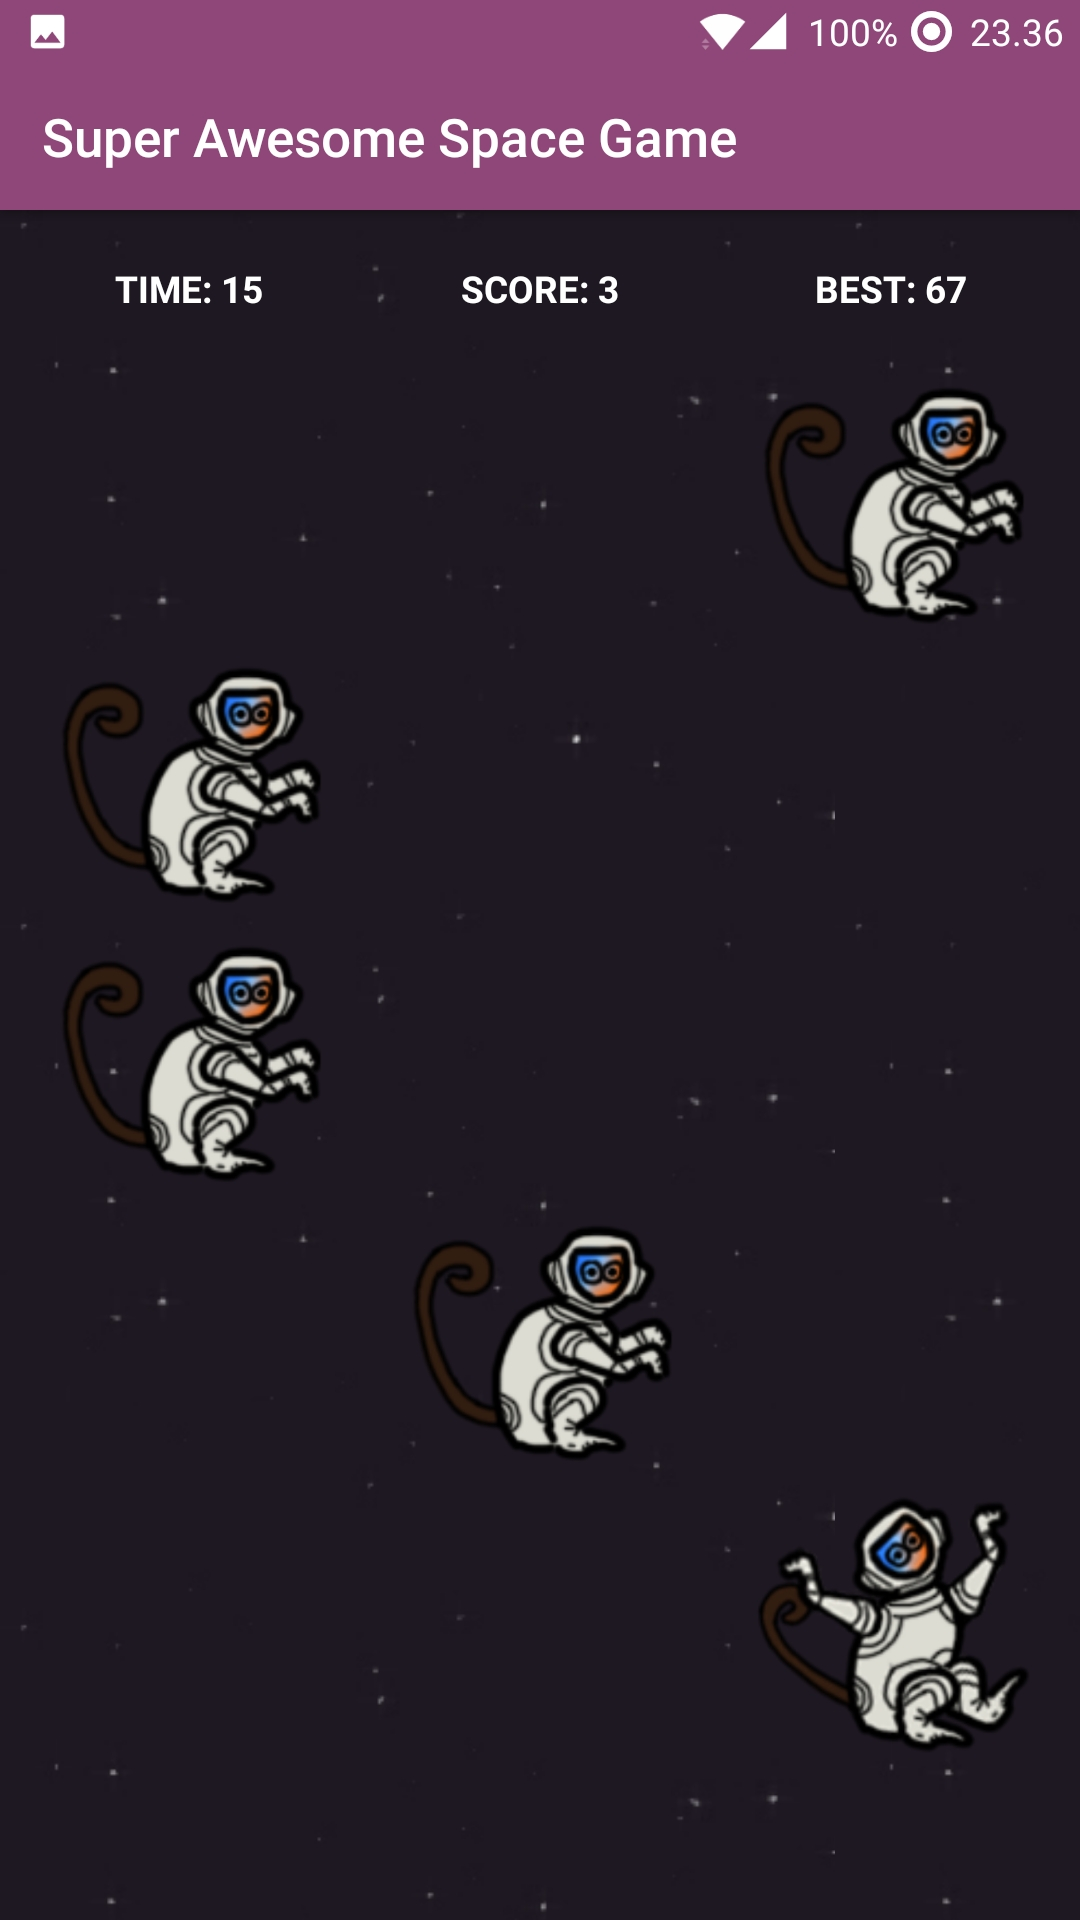 100% 23.36
Super Awesome Space Game
TIME: 15 SCORE: 3 BEST: 67